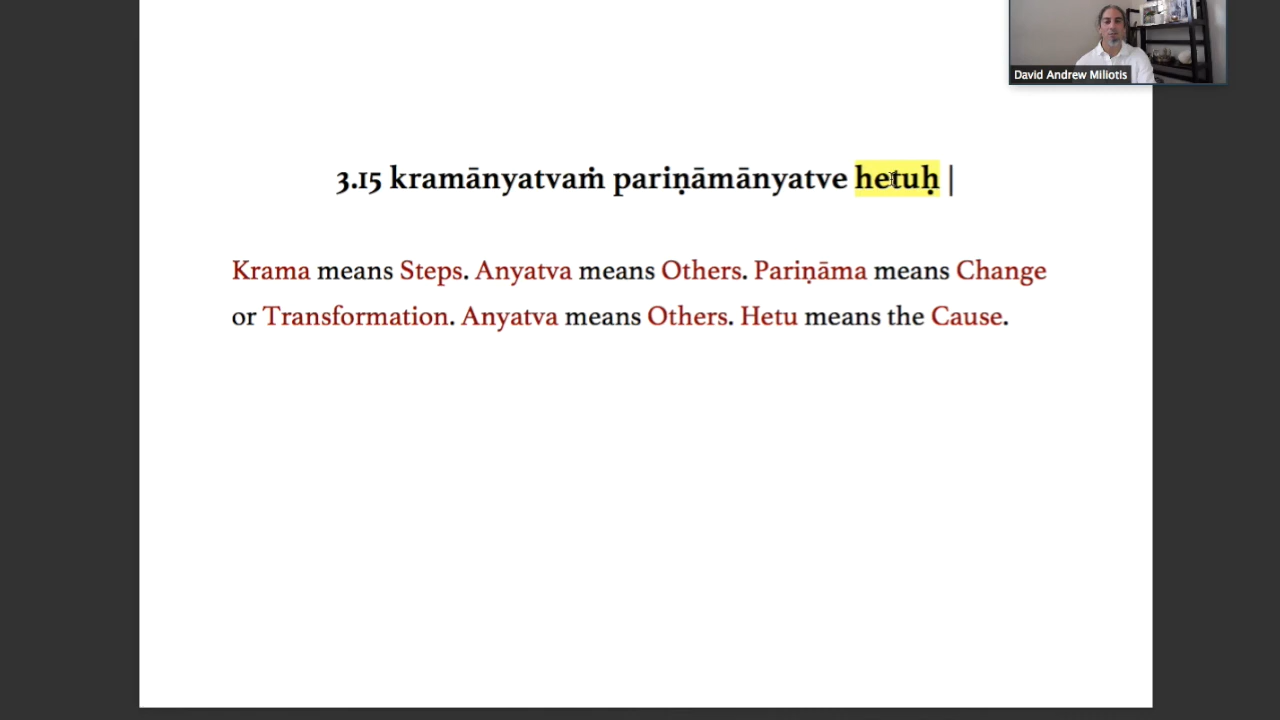 David Andrew Miliotis
3.15 kramānyatvaṁ pariṇāmānyatve hetuḥ |
Krama means Steps. Anyatva means Others. Pariṇāma means Change
or Transformation. Anyatva means Others. Hetu means the Cause.